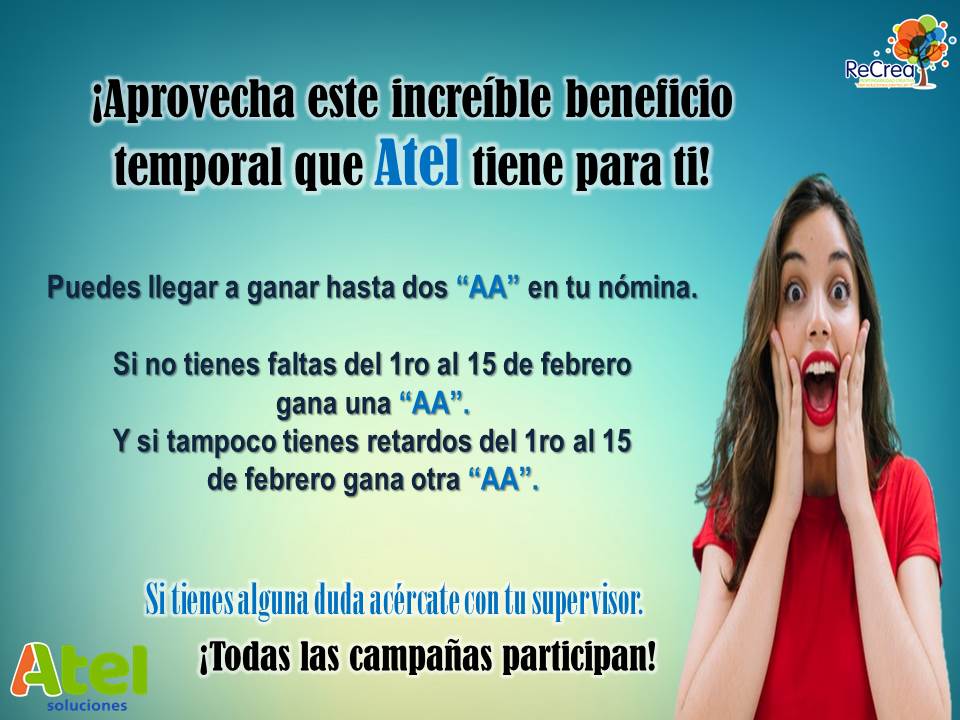 ReCrea
¡Aprovecha este increíble beneficio
temporal que Atel tiene para ti!
Puedes llegar a ganar hasta dos “AA” en tu nómina.
Si no tienes faltas del 1ro al 15 de febrero
gana una “AA”.
Y si tampoco tienes retardos del 1ro al 15
de febrero gana otra “AA”.
Si tienes alguna duda acércate con tu supervisor.
¡Todas las campañas participan!
Atel
soluciones